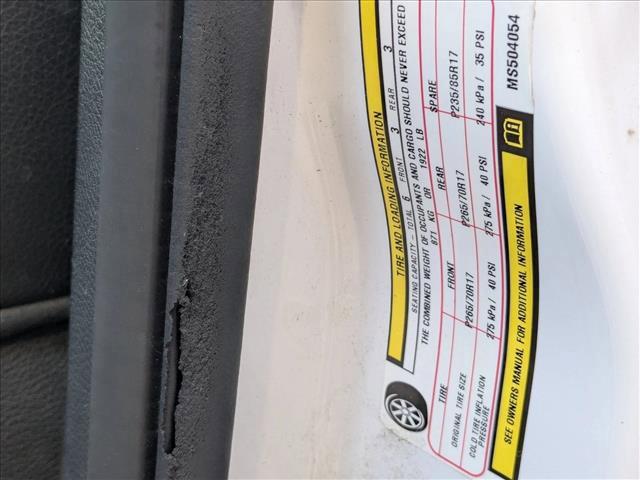 TIRE AND LOADING INFORMATION
SEATING CAPACITY - TOTAL 6 FRONT 3 REAR 3
THE COMBINED WEIGHT OF OCCUPANTS AND CARGO SHOULD NEVER EXCEED
871 KG OR 1922 LB
TIRE FRONT REAR SPARE
ORIGINAL TIRE SIZE P265/70R17 P265/70R17 P235/85R17
COLD TIRE INFLATION PRESSURE 275 kPa / 40 PSI 275 kPa / 40 PSI 240 kPa / 35 PSI
SEE OWNERS MANUAL FOR ADDITIONAL INFORMATION
MS504054